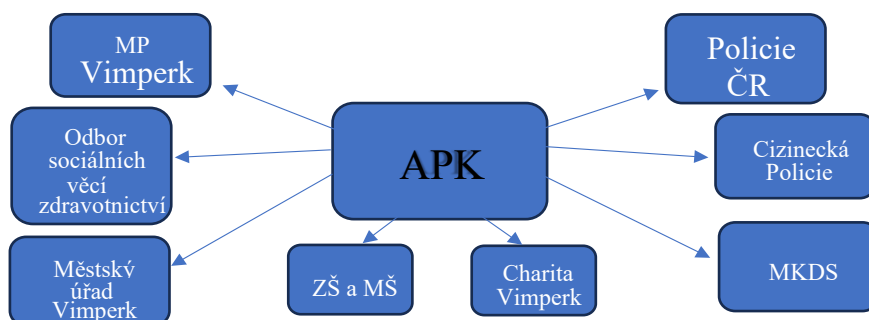 MP
Vimperk
Policie
ČR
Odbor
sociálních
věcí
zdravotnictví
APK
Cizinecká
Policie
Městský
úřad
Vimperk
ZŠ a MŠ
Charita
Vimperk
MKDS